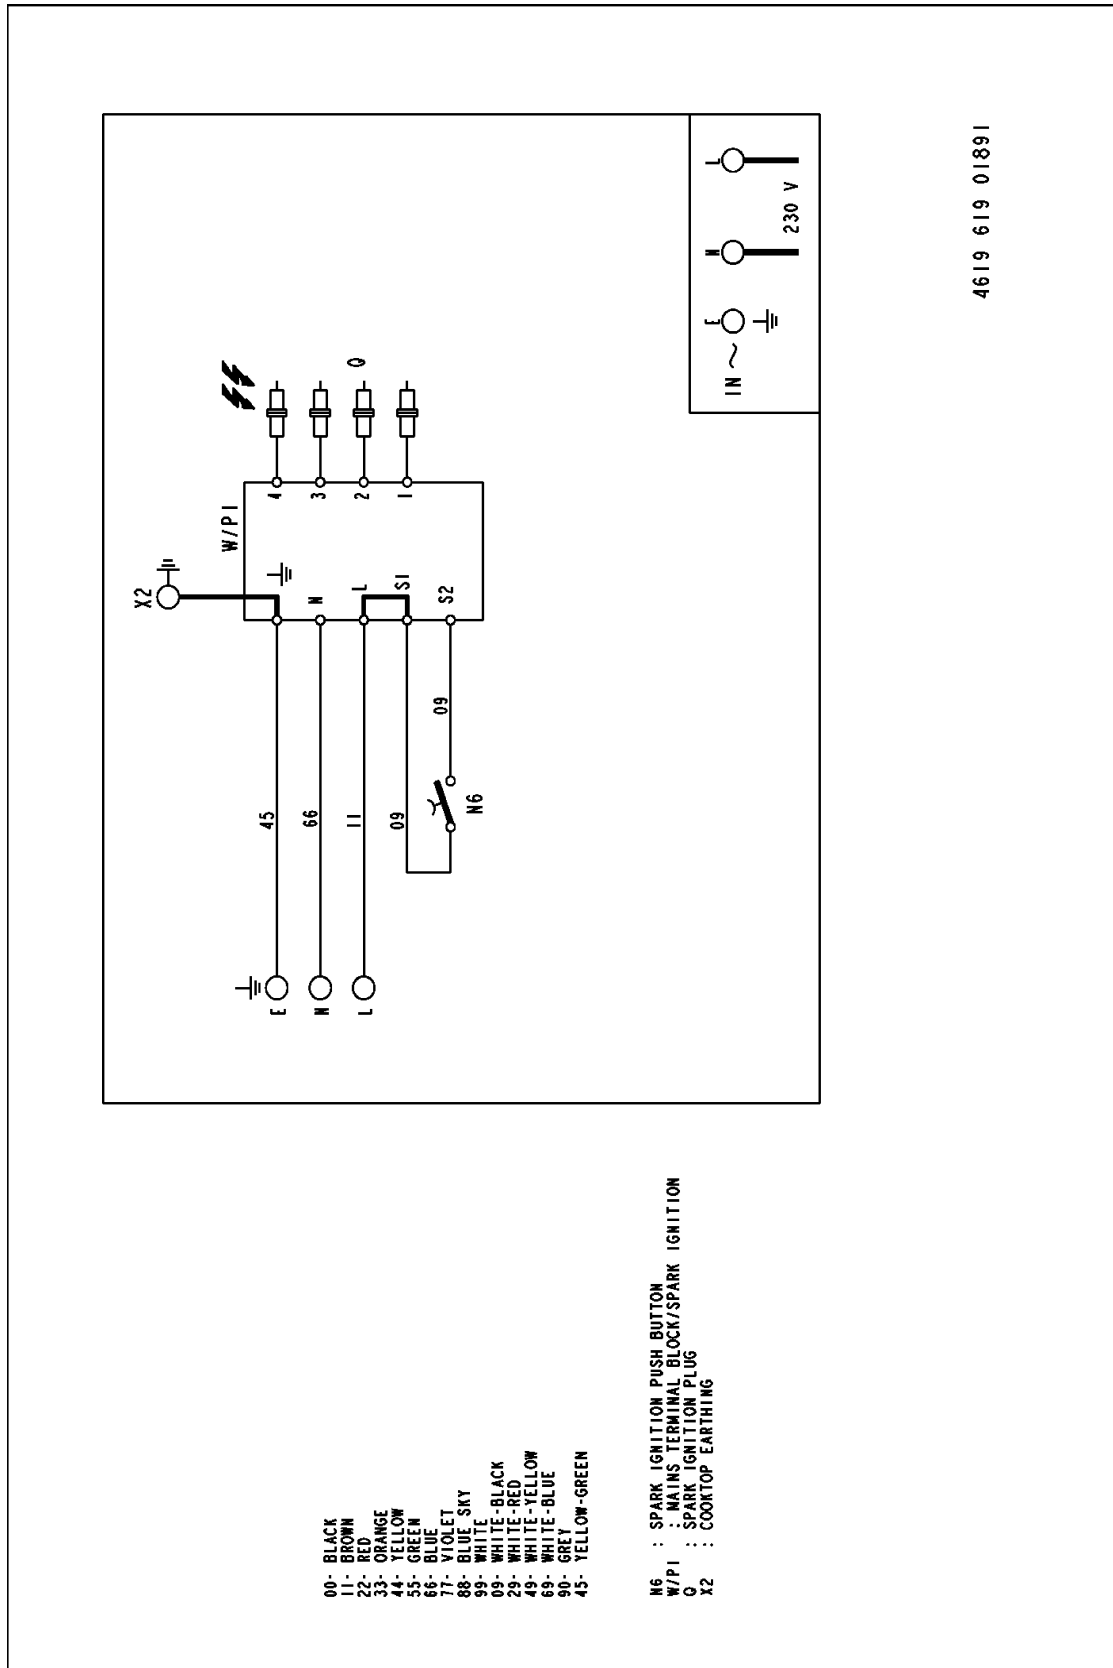 4619 619 01891
L
N
E
230 V
IN ~
Q
W/P1
4
3
2
1
X2
N
L
S1
S2
09
45
66
11
09
N6
E
N
L
00- BLACK
11- BROWN
22- RED
33- ORANGE
44- YELLOW
55- GREEN
66- BLUE
77- VIOLET
88- BLUE SKY
99- WHITE
09- WHITE-BLACK
29- WHITE-RED
49- WHITE-YELLOW
69- WHITE-BLUE
90- GREY
45- YELLOW-GREEN
N6 : SPARK IGNITION PUSH BUTTON
W/P1 : MAINS TERMINAL BLOCK/SPARK IGNITION
Q : SPARK IGNITION PLUG
X2 : COOKTOP EARTHING